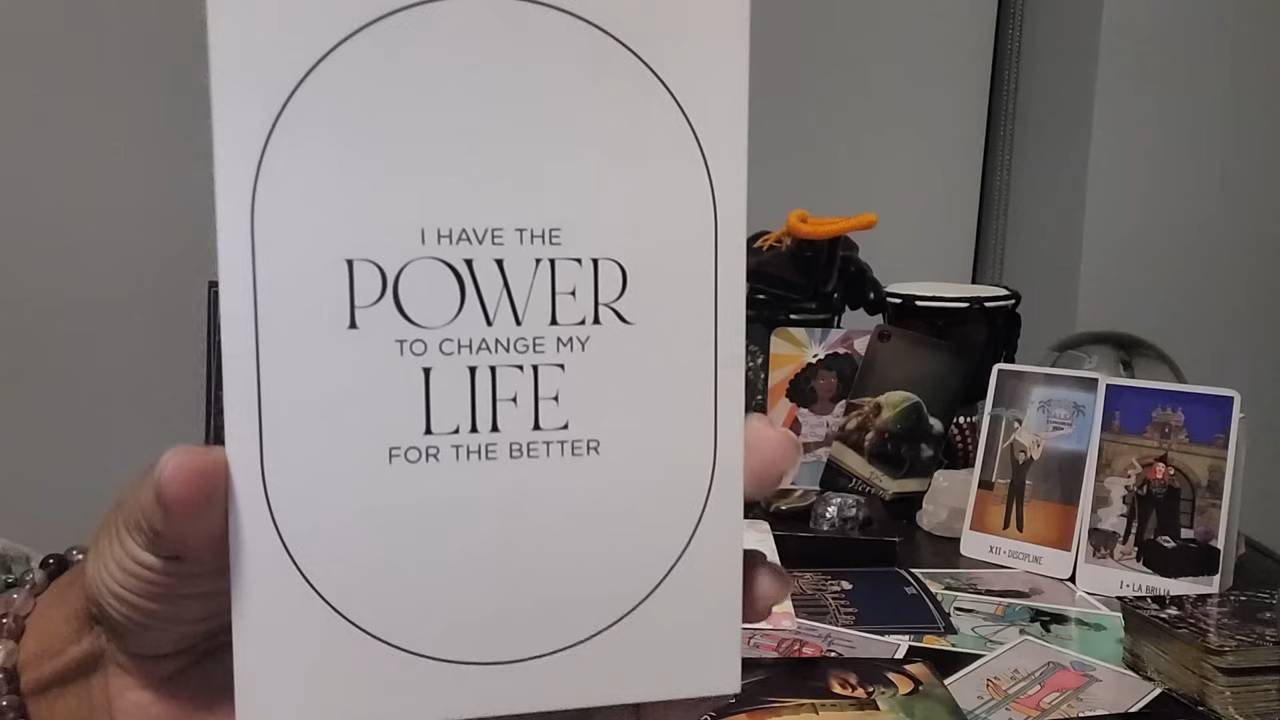 I HAVE THE
POWER
TO CHANGE MY
LIFE
FOR THE BETTER
XII • DISCIPLINE
I • LA BRUJA